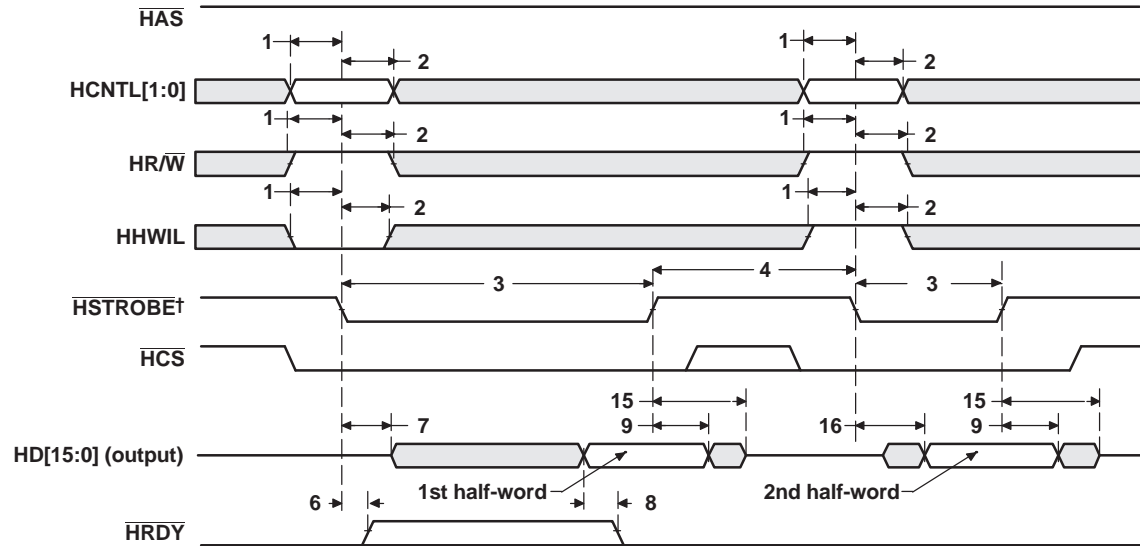 HAS
1
1
2
2
HCNTL[1:0]
1
1
2
2
HR/W
1
1
2
2
HHWIL
3
4
3
HSTROBE†
HCS
15
15
7
9
16
9
HD[15:0] (output)
1st half-word
2nd half-word
6
8
HRDY